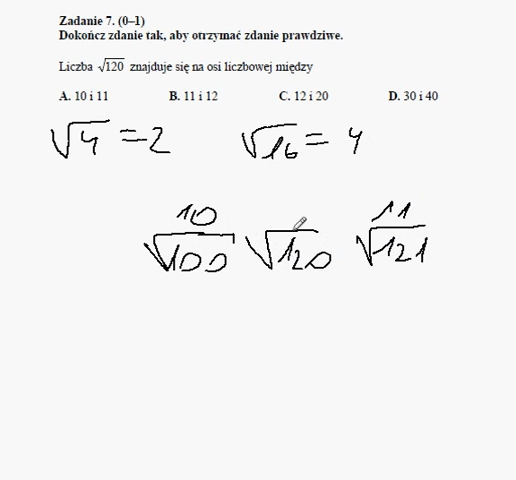 Zadanie 7. (0–1)
Dokończ zdanie tak, aby otrzymać zdanie prawdziwe.
Liczba √120 znajduje się na osi liczbowej między
A. 10 i 11 B. 11 i 12 C. 12 i 20 D. 30 i 40
√4 = 2 √16 = 4
10 11
√100 √120 √121